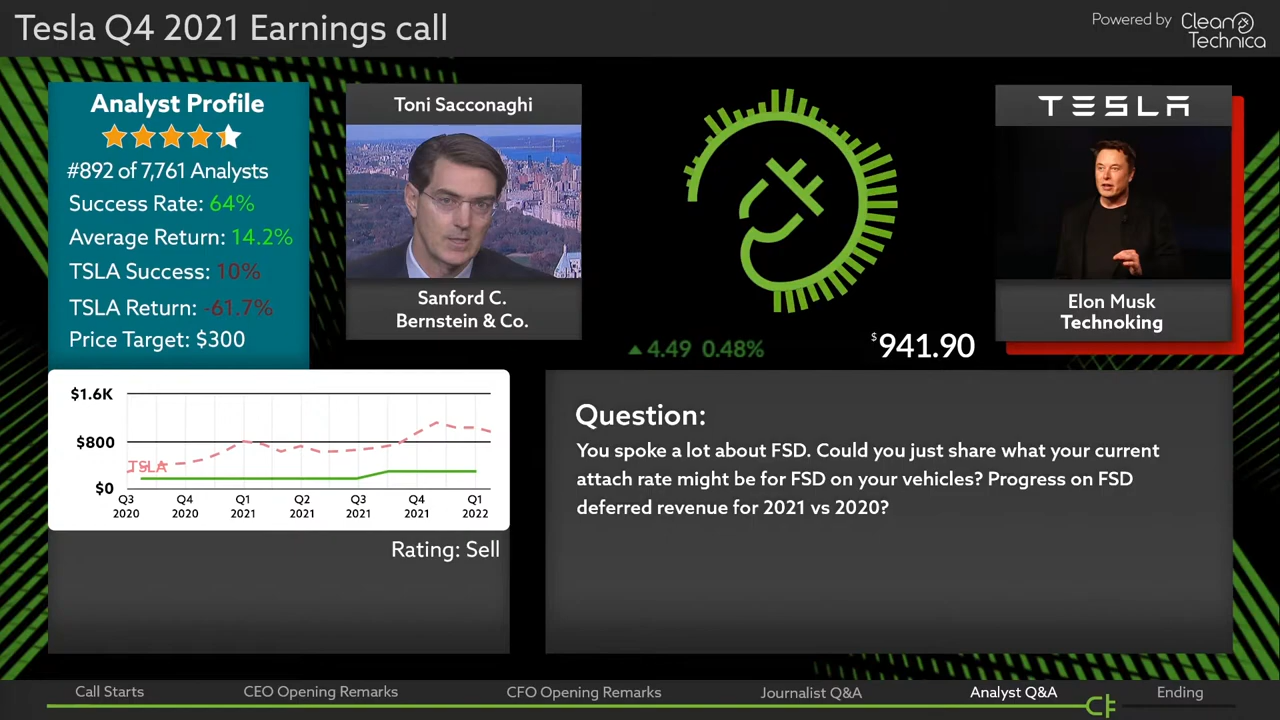 Tesla Q4 2021 Earnings call
Powered by
Clean
Technica
Analyst Profile
#892 of 7,761 Analysts
Success Rate: 64%
Average Return: 14.2%
TSLA Success: 10%
TSLA Return: -61.7%
Price Target: $300
Toni Sacconaghi
Sanford C.
Bernstein & Co.
4.49 0.48%
$941.90
TESLA
Elon Musk
Technoking
$1.6K
$800
TSLA
$0
Q3 Q4 Q1 Q2 Q3 Q4 Q1
2020 2020 2021 2021 2021 2021 2022
Rating: Sell
Question:
You spoke a lot about FSD. Could you just share what your current
attach rate might be for FSD on your vehicles? Progress on FSD
deferred revenue for 2021 vs 2020?
Call Starts CEO Opening Remarks CFO Opening Remarks Journalist Q&A Analyst Q&A Ending